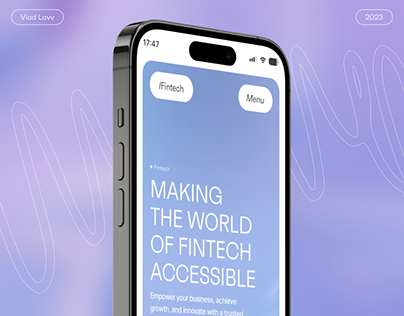 Vlad Lavv
2023
17:47
/Fintech
Menu
Fintech
MAKING
THE WORLD
OF FINTECH
ACCESSIBLE
Empower your business, achieve
growth, and innovate with a trusted